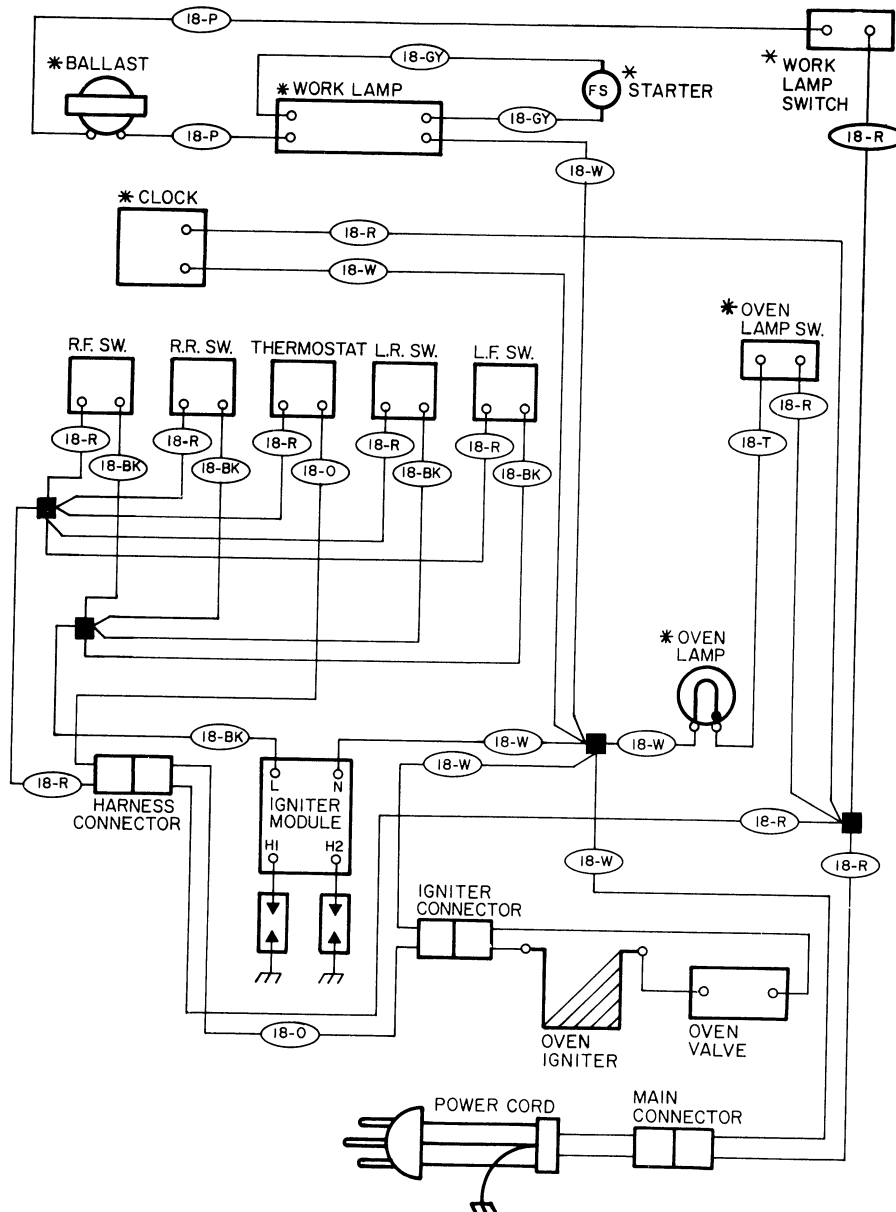 18-P
18-GY
* BALLAST
* WORK LAMP
FS
* STARTER
* WORK
LAMP
SWITCH
18-P
18-GY
18-R
18-W
* CLOCK
18-R
18-W
* OVEN
LAMP SW.
R.F. SW.
R.R. SW.
THERMOSTAT
L.R. SW.
L.F. SW.
18-R
18-R
18-R
18-R
18-R
18-R
18-T
18-BK
18-BK
18-O
18-BK
18-BK
* OVEN
LAMP
18-BK
18-W
18-W
18-W
18-R
HARNESS
CONNECTOR
L
N
IGNITER
MODULE
H1
H2
18-R
18-W
18-R
IGNITER
CONNECTOR
18-O
OVEN
IGNITER
OVEN
VALVE
POWER CORD
MAIN
CONNECTOR